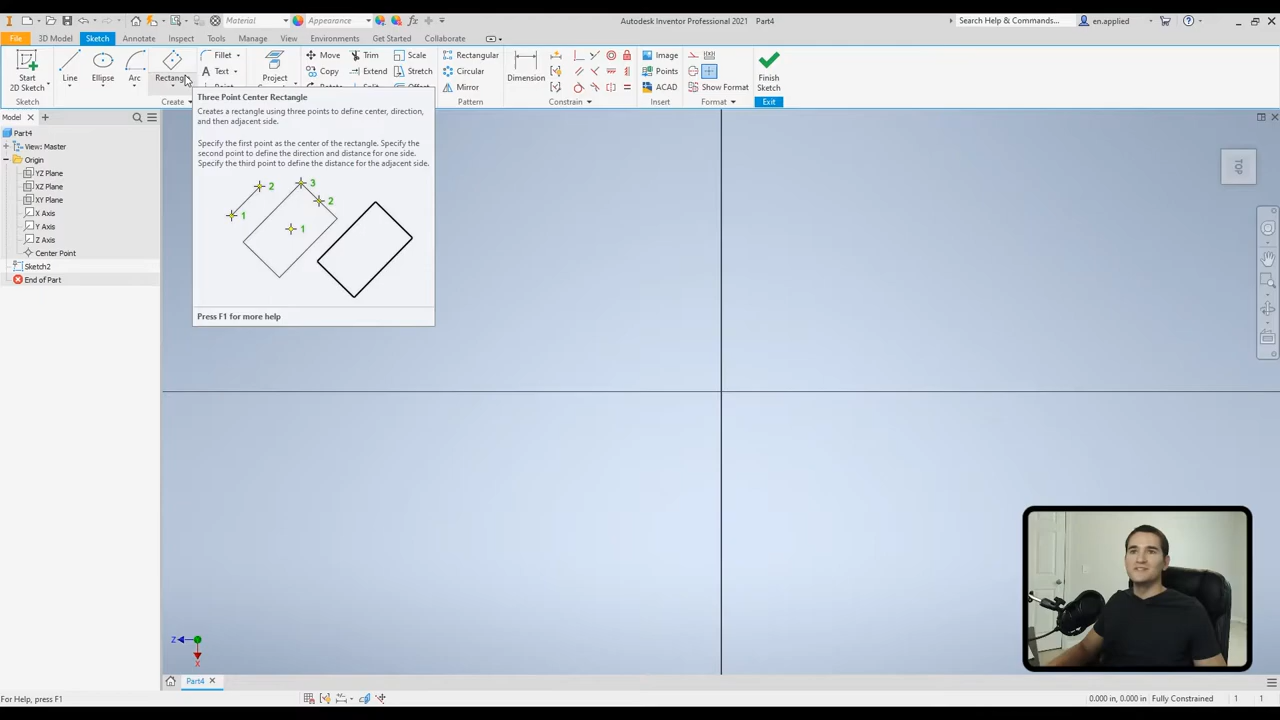 Material
Appearance
Autodesk Inventor Professional 2021 Part4
Search Help & Commands...
en.applied
File 3D Model Sketch Annotate Inspect Tools Manage View Environments Get Started Collaborate
Start
2D Sketch
Line
Ellipse
Arc
Rectangle
Fillet
Text
Project
Move
Copy
Trim
Extend
Scale
Stretch
Rectangular
Circular
Mirror
Dimension
Image
Points
ACAD
Show Format
Finish
Sketch
Sketch Create Pattern Constrain Insert Format Exit
Model
Part4
View: Master
Origin
YZ Plane
XZ Plane
XY Plane
X Axis
Y Axis
Z Axis
Center Point
Sketch2
End of Part
Three Point Center Rectangle
Creates a rectangle using three points to define center, direction,
and then adjacent side.
Specify the first point as the center of the rectangle. Specify the
second point to define the direction and distance for one side.
Specify the third point to define the distance for the adjacent side.
2
1
3
2
1
Press F1 for more help
TOP
Z
X
Part4
For Help, press F1
0.000 in, 0.000 in Fully Constrained 1 1